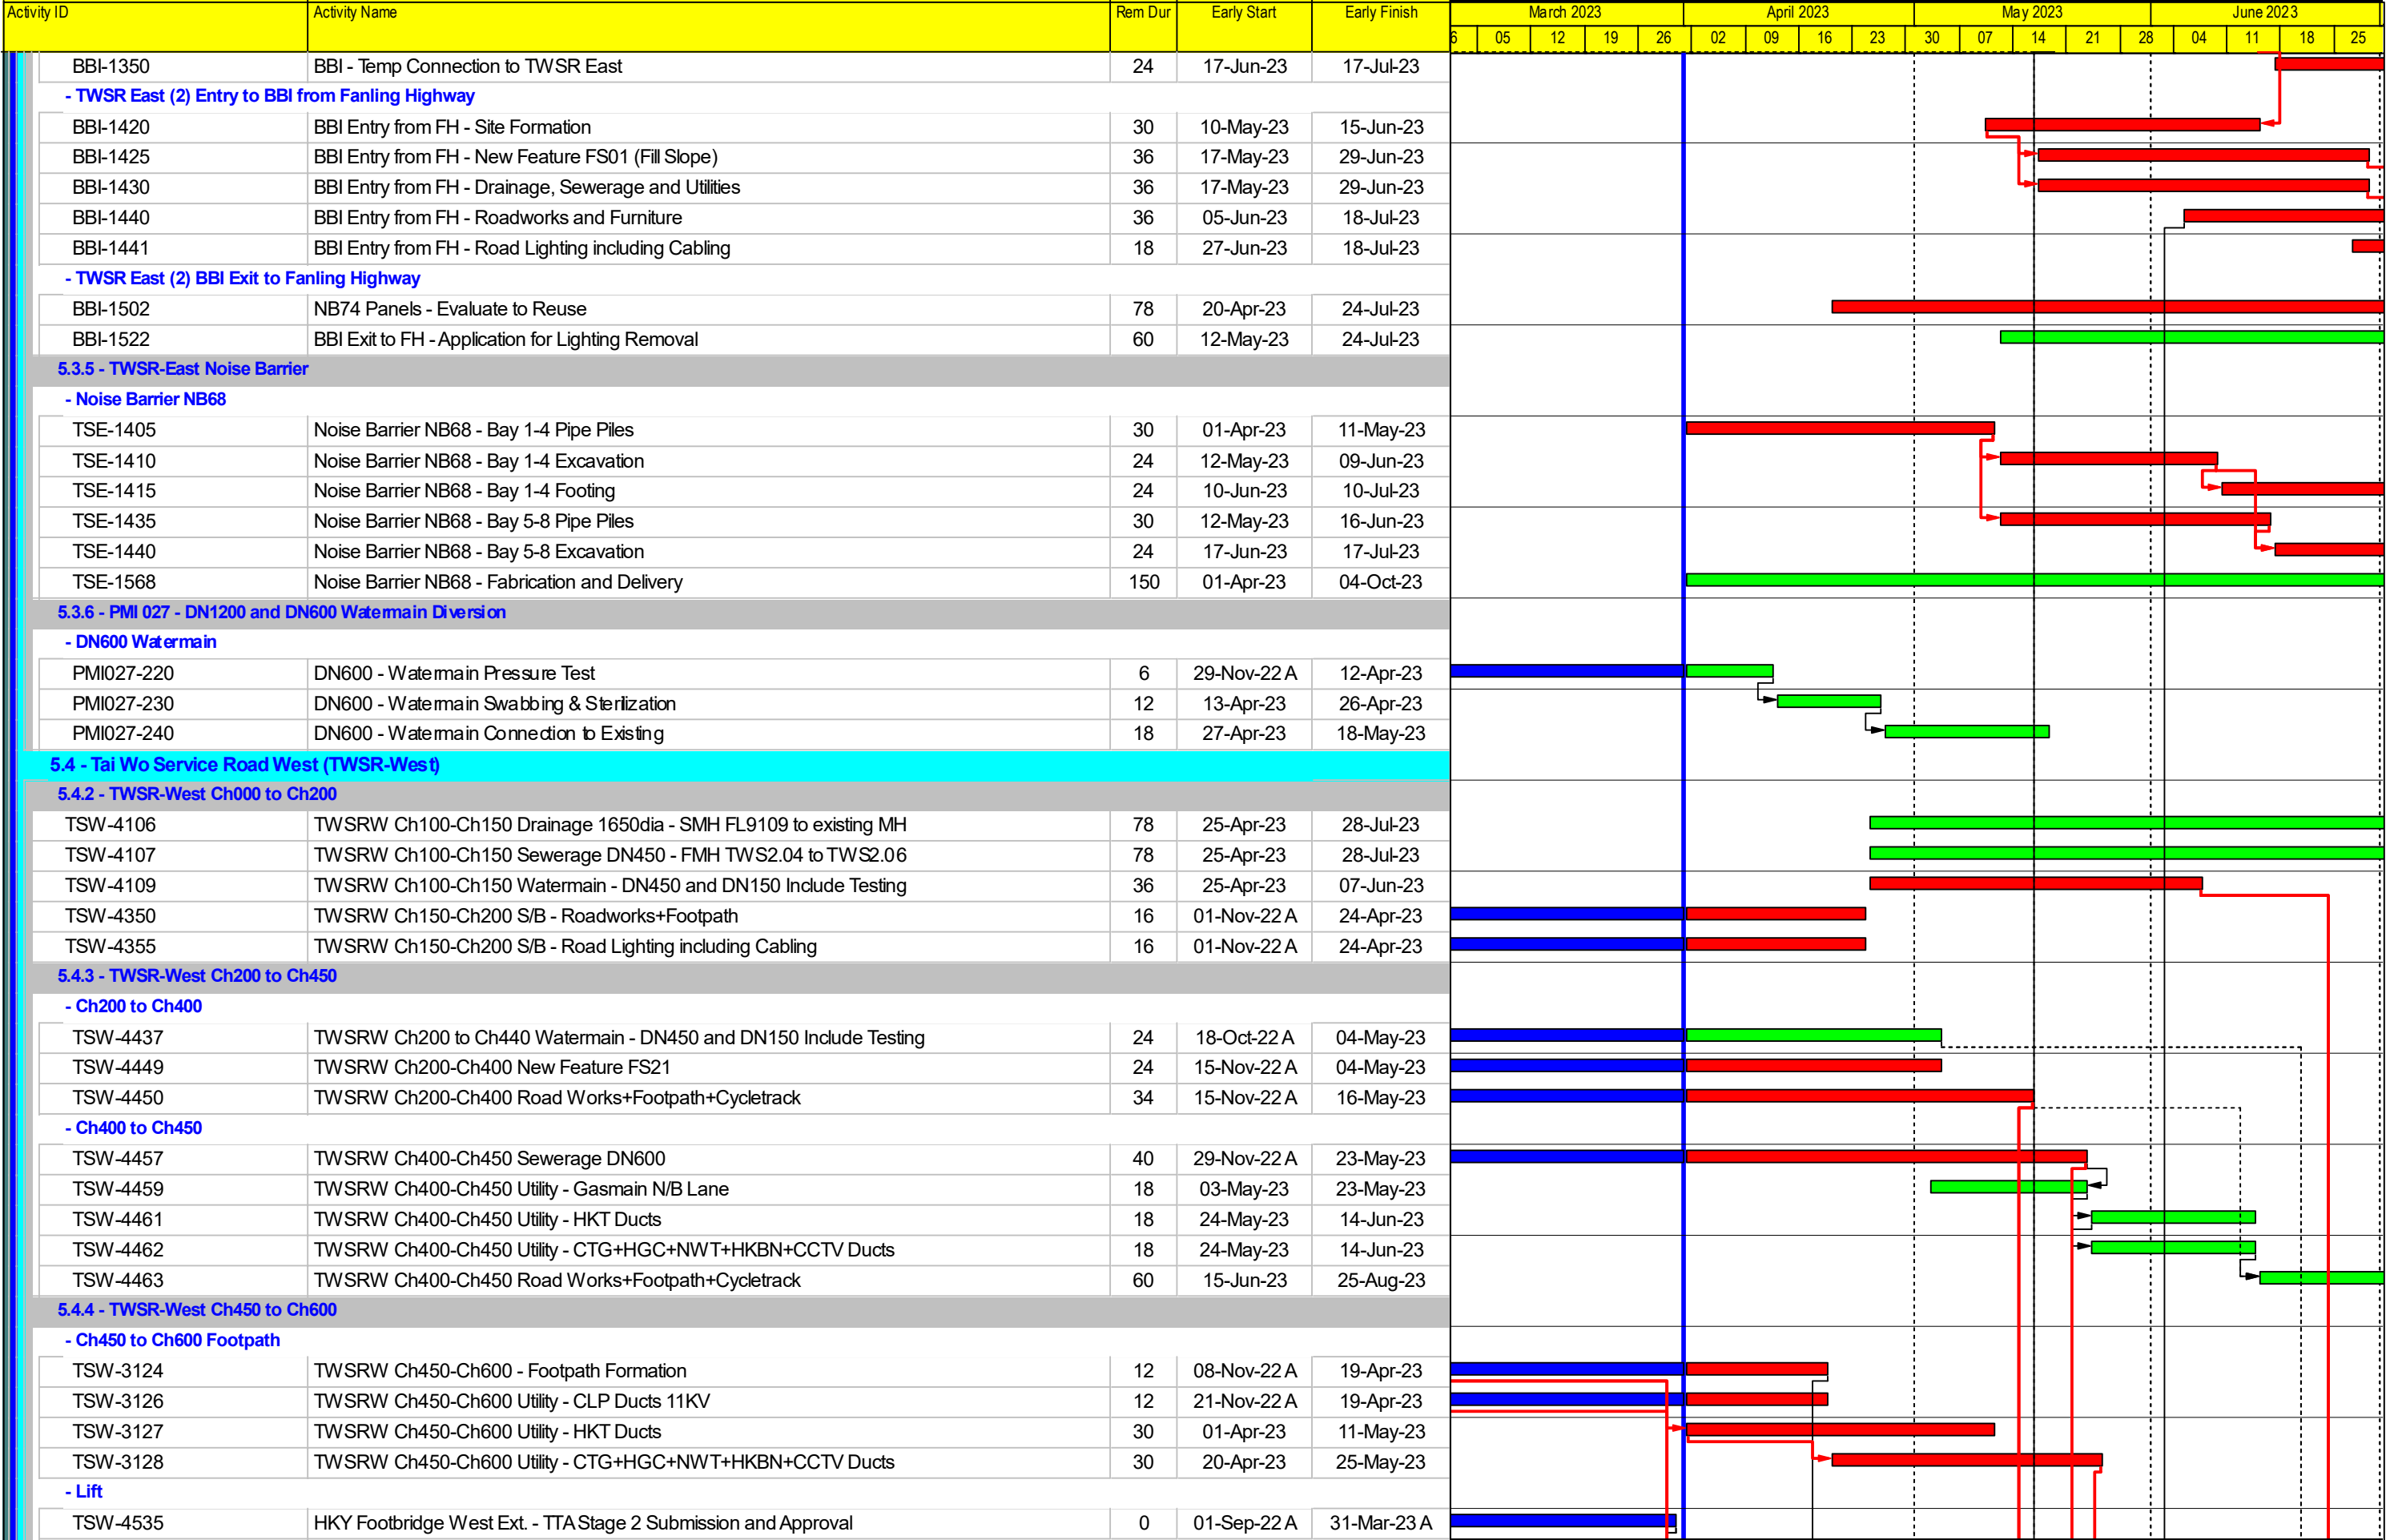 Activity ID Activity Name Rem Dur Early Start Early Finish March 2023 April 2023 May 2023 June 2023
6 05 12 19 26 02 09 16 23 30 07 14 21 28 04 11 18 25
BBI-1350 BBI - Temp Connection to TWSR East 24 17-Jun-23 17-Jul-23
- TWSR East (2) Entry to BBI from Fanling Highway
BBI-1420 BBI Entry from FH - Site Formation 30 10-May-23 15-Jun-23
BBI-1425 BBI Entry from FH - New Feature FS01 (Fill Slope) 36 17-May-23 29-Jun-23
BBI-1430 BBI Entry from FH - Drainage, Sewerage and Utilities 36 17-May-23 29-Jun-23
BBI-1440 BBI Entry from FH - Roadworks and Furniture 36 05-Jun-23 18-Jul-23
BBI-1441 BBI Entry from FH - Road Lighting including Cabling 18 27-Jun-23 18-Jul-23
- TWSR East (2) BBI Exit to Fanling Highway
BBI-1502 NB74 Panels - Evaluate to Reuse 78 20-Apr-23 24-Jul-23
BBI-1522 BBI Exit to FH - Application for Lighting Removal 60 12-May-23 24-Jul-23
5.3.5 - TWSR-East Noise Barrier
- Noise Barrier NB68
TSE-1405 Noise Barrier NB68 - Bay 1-4 Pipe Piles 30 01-Apr-23 11-May-23
TSE-1410 Noise Barrier NB68 - Bay 1-4 Excavation 24 12-May-23 09-Jun-23
TSE-1415 Noise Barrier NB68 - Bay 1-4 Footing 24 10-Jun-23 10-Jul-23
TSE-1435 Noise Barrier NB68 - Bay 5-8 Pipe Piles 30 12-May-23 16-Jun-23
TSE-1440 Noise Barrier NB68 - Bay 5-8 Excavation 24 17-Jun-23 17-Jul-23
TSE-1568 Noise Barrier NB68 - Fabrication and Delivery 150 01-Apr-23 04-Oct-23
5.3.6 - PMI 027 - DN1200 and DN600 Watermain Diversion
- DN600 Watermain
PMI027-220 DN600 - Watermain Pressure Test 6 29-Nov-22 A 12-Apr-23
PMI027-230 DN600 - Watermain Swabbing & Sterilization 12 13-Apr-23 26-Apr-23
PMI027-240 DN600 - Watermain Connection to Existing 18 27-Apr-23 18-May-23
5.4 - Tai Wo Service Road West (TWSR-West)
5.4.2 - TWSR-West Ch000 to Ch200
TSW-4106 TWSRW Ch100-Ch150 Drainage 1650dia - SMH FL9109 to existing MH 78 25-Apr-23 28-Jul-23
TSW-4107 TWSRW Ch100-Ch150 Sewerage DN450 - FMH TWS2.04 to TWS2.06 78 25-Apr-23 28-Jul-23
TSW-4109 TWSRW Ch100-Ch150 Watermain - DN450 and DN150 Include Testing 36 25-Apr-23 07-Jun-23
TSW-4350 TWSRW Ch150-Ch200 S/B - Roadworks+Footpath 16 01-Nov-22 A 24-Apr-23
TSW-4355 TWSRW Ch150-Ch200 S/B - Road Lighting including Cabling 16 01-Nov-22 A 24-Apr-23
5.4.3 - TWSR-West Ch200 to Ch450
- Ch200 to Ch400
TSW-4437 TWSRW Ch200 to Ch440 Watermain - DN450 and DN150 Include Testing 24 18-Oct-22 A 04-May-23
TSW-4449 TWSRW Ch200-Ch400 New Feature FS21 24 15-Nov-22 A 04-May-23
TSW-4450 TWSRW Ch200-Ch400 Road Works+Footpath+Cycletrack 34 15-Nov-22 A 16-May-23
- Ch400 to Ch450
TSW-4457 TWSRW Ch400-Ch450 Sewerage DN600 40 29-Nov-22 A 23-May-23
TSW-4459 TWSRW Ch400-Ch450 Utility - Gasmain N/B Lane 18 03-May-23 23-May-23
TSW-4461 TWSRW Ch400-Ch450 Utility - HKT Ducts 18 24-May-23 14-Jun-23
TSW-4462 TWSRW Ch400-Ch450 Utility - CTG+HGC+NWT+HKBN+CCTV Ducts 18 24-May-23 14-Jun-23
TSW-4463 TWSRW Ch400-Ch450 Road Works+Footpath+Cycletrack 60 15-Jun-23 25-Aug-23
5.4.4 - TWSR-West Ch450 to Ch600
- Ch450 to Ch600 Footpath
TSW-3124 TWSRW Ch450-Ch600 - Footpath Formation 12 08-Nov-22 A 19-Apr-23
TSW-3126 TWSRW Ch450-Ch600 Utility - CLP Ducts 11KV 12 21-Nov-22 A 19-Apr-23
TSW-3127 TWSRW Ch450-Ch600 Utility - HKT Ducts 30 01-Apr-23 11-May-23
TSW-3128 TWSRW Ch450-Ch600 Utility - CTG+HGC+NWT+HKBN+CCTV Ducts 30 20-Apr-23 25-May-23
- Lift
TSW-4535 HKY Footbridge West Ext. - TTA Stage 2 Submission and Approval 0 01-Sep-22 A 31-Mar-23 A